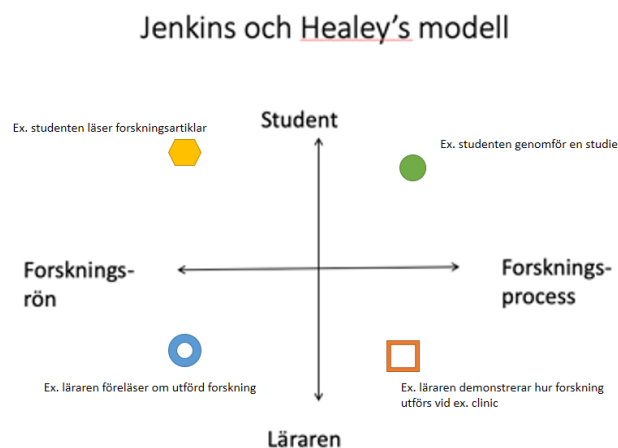 Jenkins och Healey's modell
Ex. studenten läser forskningsartiklar
Student
Ex. studenten genomför en studie
Forsknings-
rön
Forsknings-
process
Ex. läraren föreläser om utförd forskning
Ex. läraren demonstrerar hur forskning
utförs vid ex. clinic
Läraren